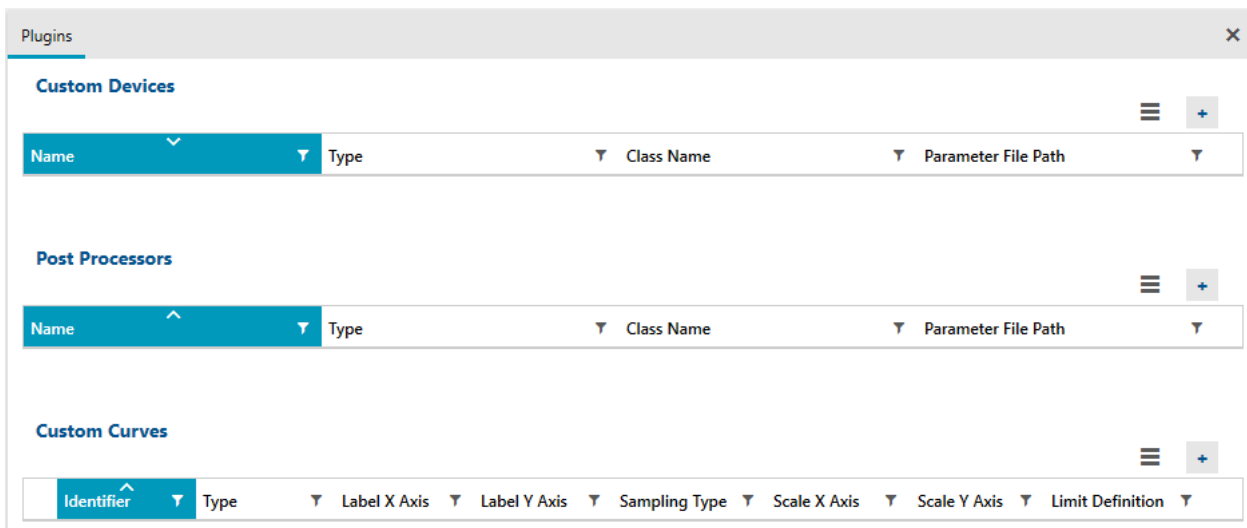 Plugins
Custom Devices
Name Type Class Name Parameter File Path
Post Processors
Name Type Class Name Parameter File Path
Custom Curves
Identifier Type Label X Axis Label Y Axis Sampling Type Scale X Axis Scale Y Axis Limit Definition